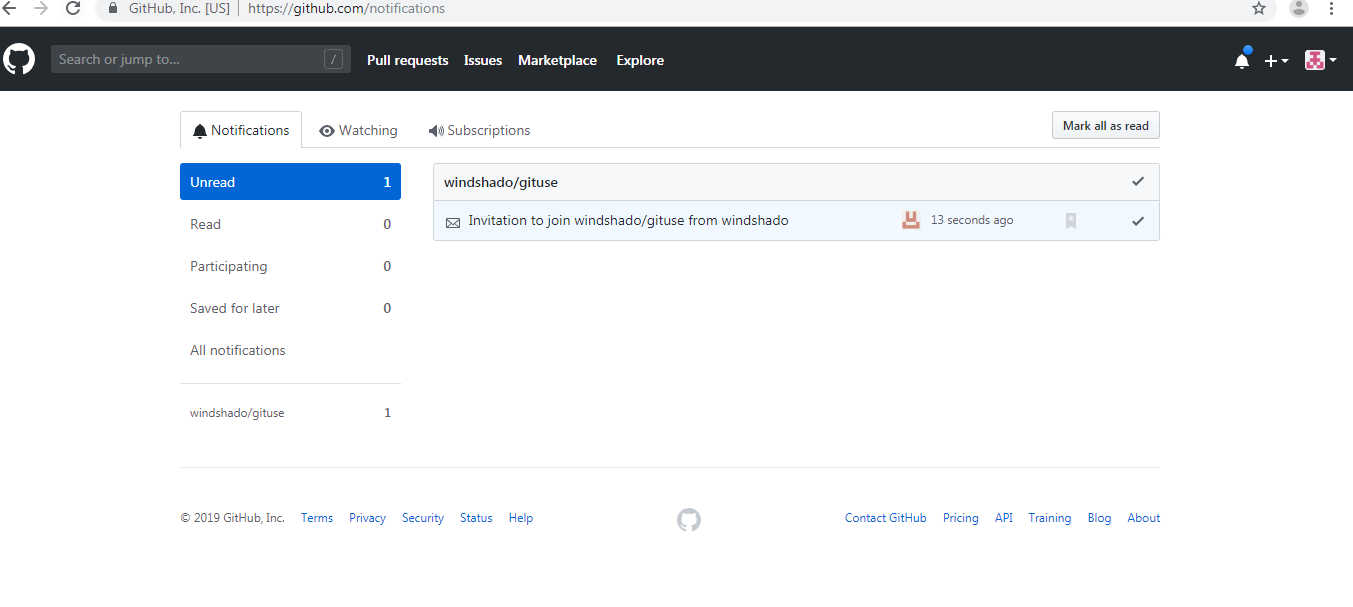 GitHub, Inc. [US] | https://github.com/notifications
Search or jump to... /
Pull requests Issues Marketplace Explore
Notifications Watching Subscriptions
Mark all as read
Unread 1
Read 0
Participating 0
Saved for later 0
All notifications
windshado/gituse 1
windshado/gituse
Invitation to join windshado/gituse from windshado 13 seconds ago
© 2019 GitHub, Inc. Terms Privacy Security Status Help
Contact GitHub Pricing API Training Blog About